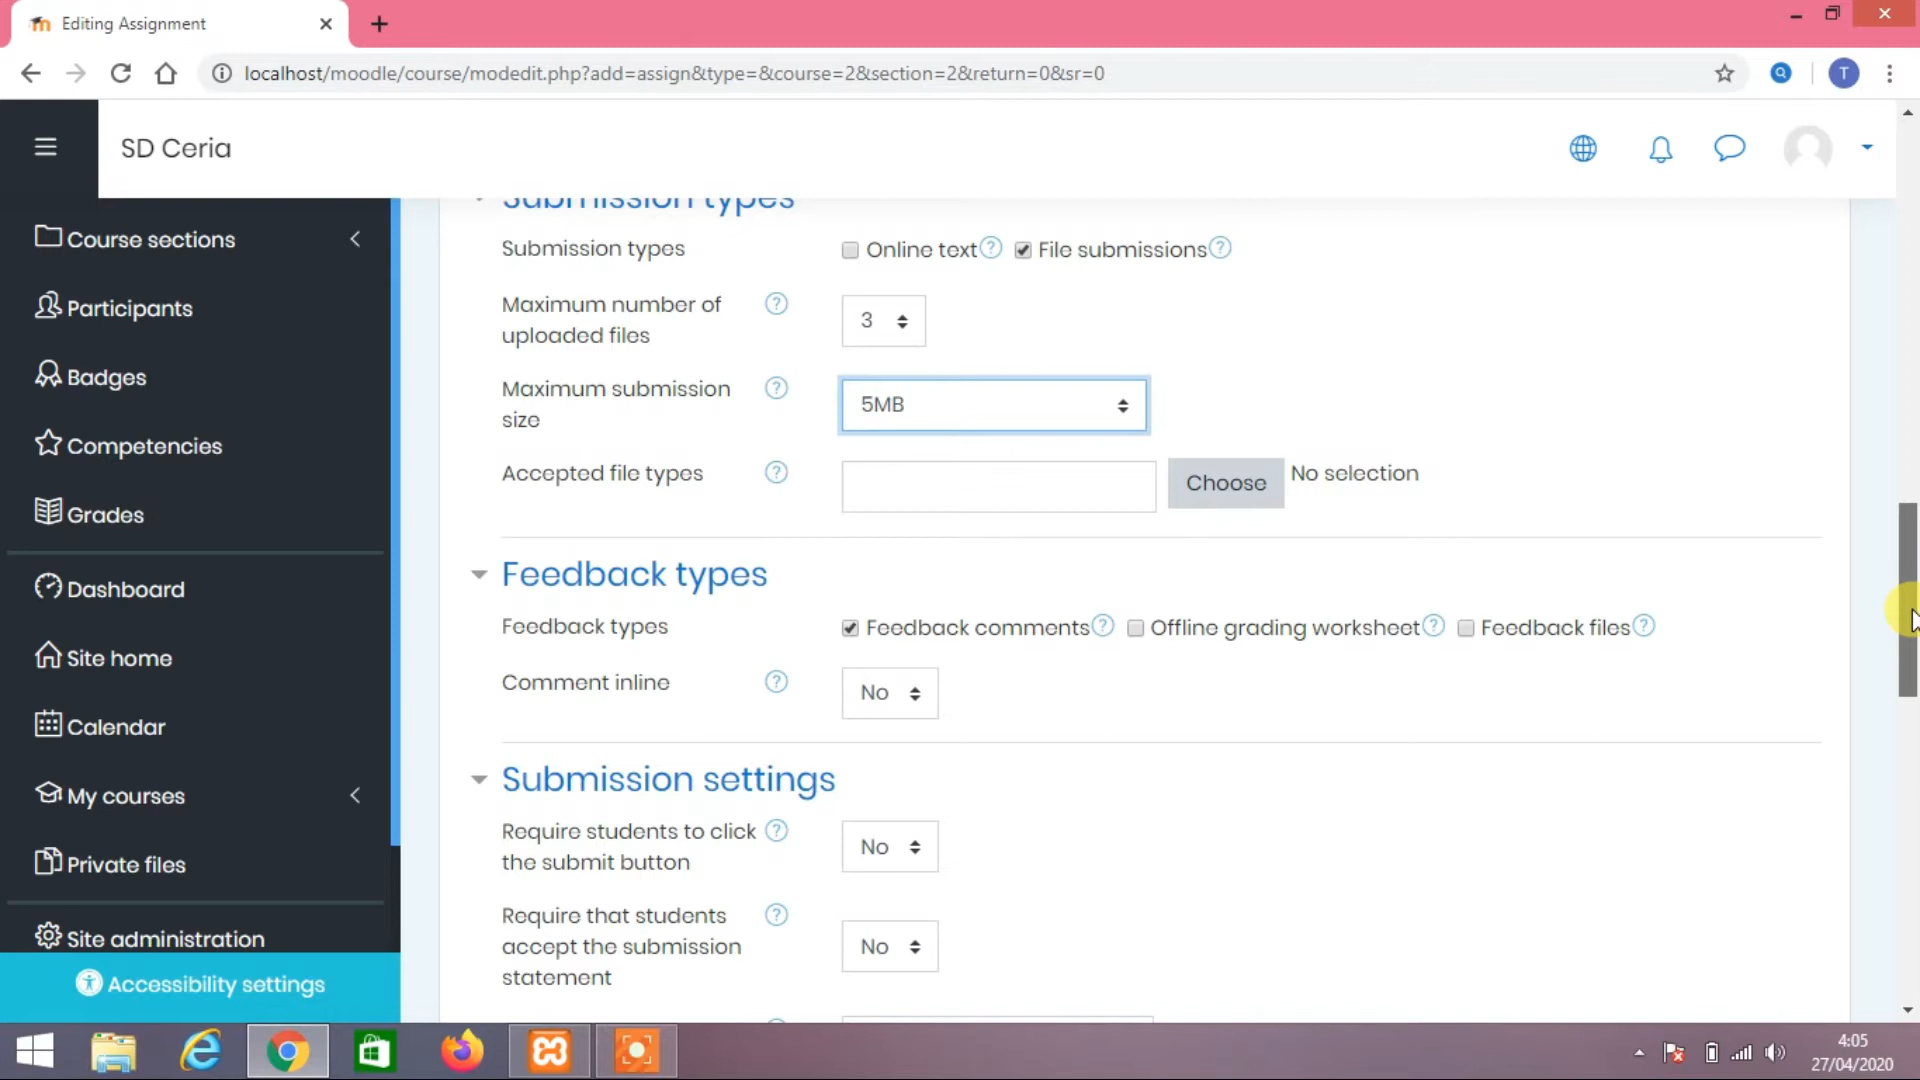 Editing Assignment
localhost/moodle/course/modedit.php?add=assign&type=&course=2&section=2&return=0&sr=0
T
SD Ceria
Course sections
Participants
Badges
Competencies
Grades
Dashboard
Site home
Calendar
My courses
Private files
Site administration
Accessibility settings
Submission types
Submission types
Online text
File submissions
Maximum number of
uploaded files
3
Maximum submission
size
5MB
Accepted file types
Choose
No selection
Feedback types
Feedback types
Feedback comments
Offline grading worksheet
Feedback files
Comment inline
No
Submission settings
Require students to click
the submit button
No
Require that students
accept the submission
statement
No
4:05
27/04/2020